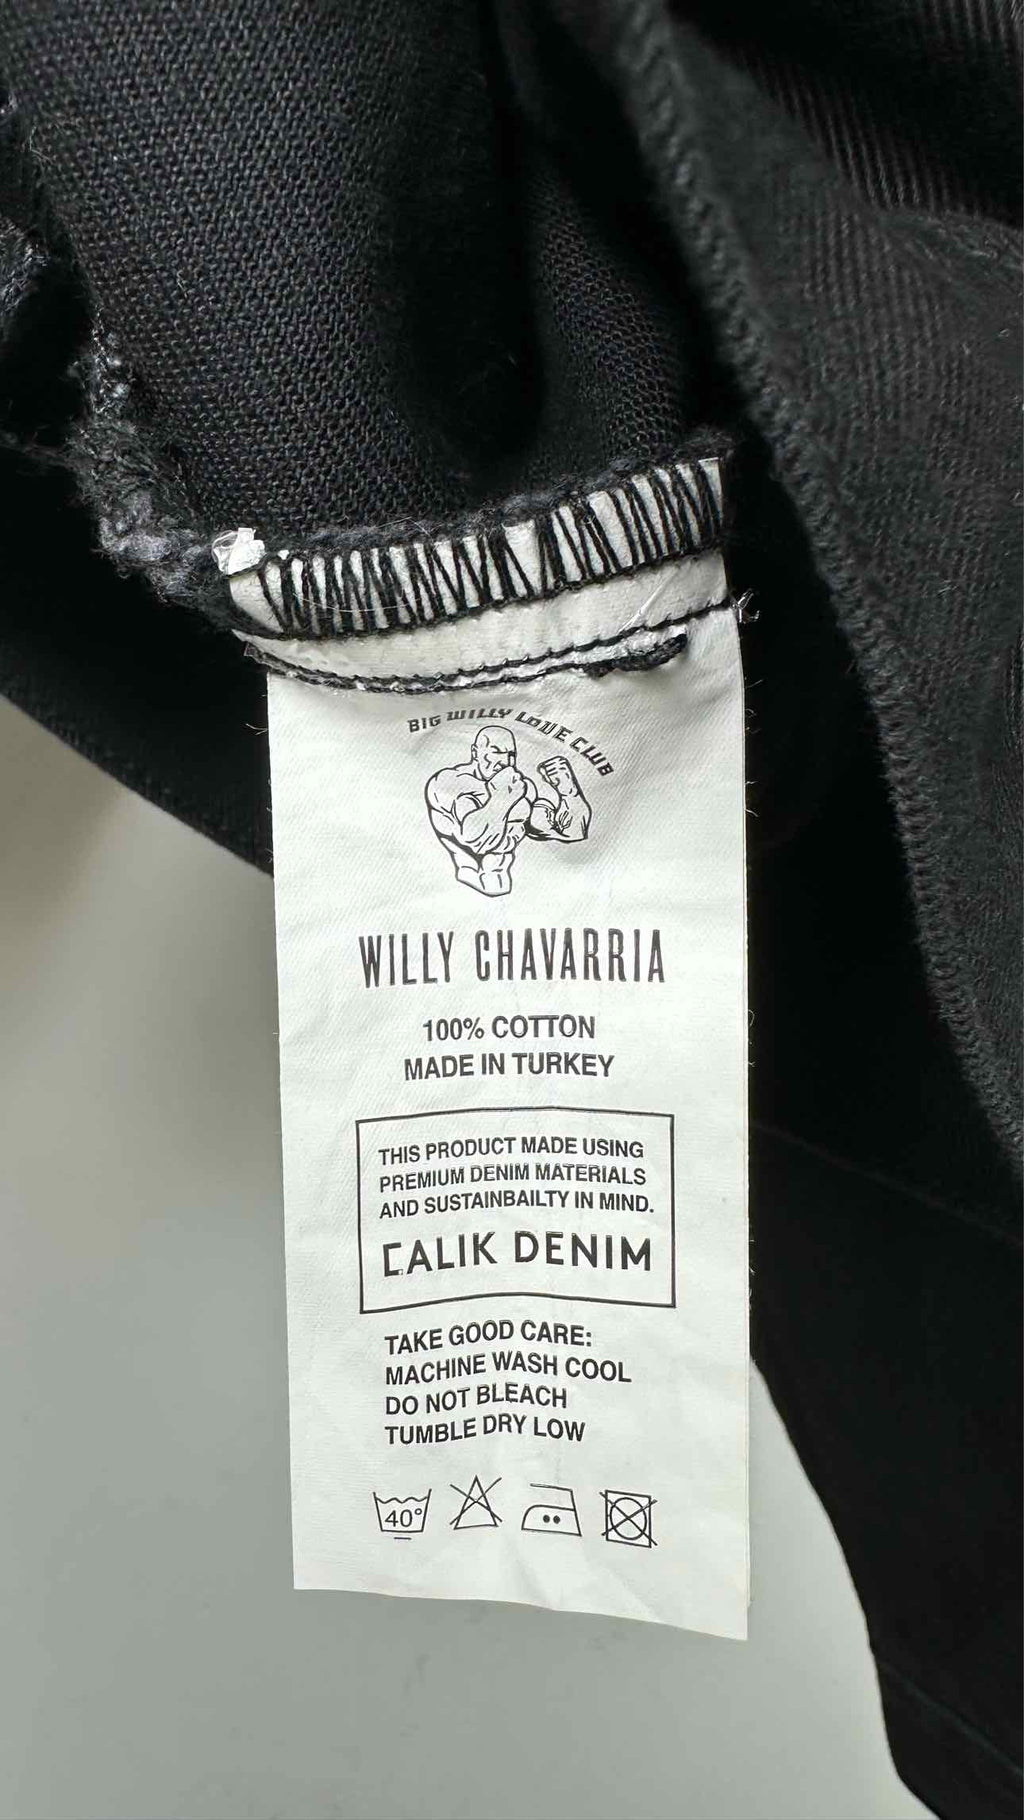 BIG WILLY LOVE CLUB
WILLY CHAVARRIA
100% COTTON
MADE IN TURKEY
THIS PRODUCT MADE USING
PREMIUM DENIM MATERIALS
AND SUSTAINBAILTY IN MIND.
CALIK DENIM
TAKE GOOD CARE:
MACHINE WASH COOL
DO NOT BLEACH
TUMBLE DRY LOW
40°